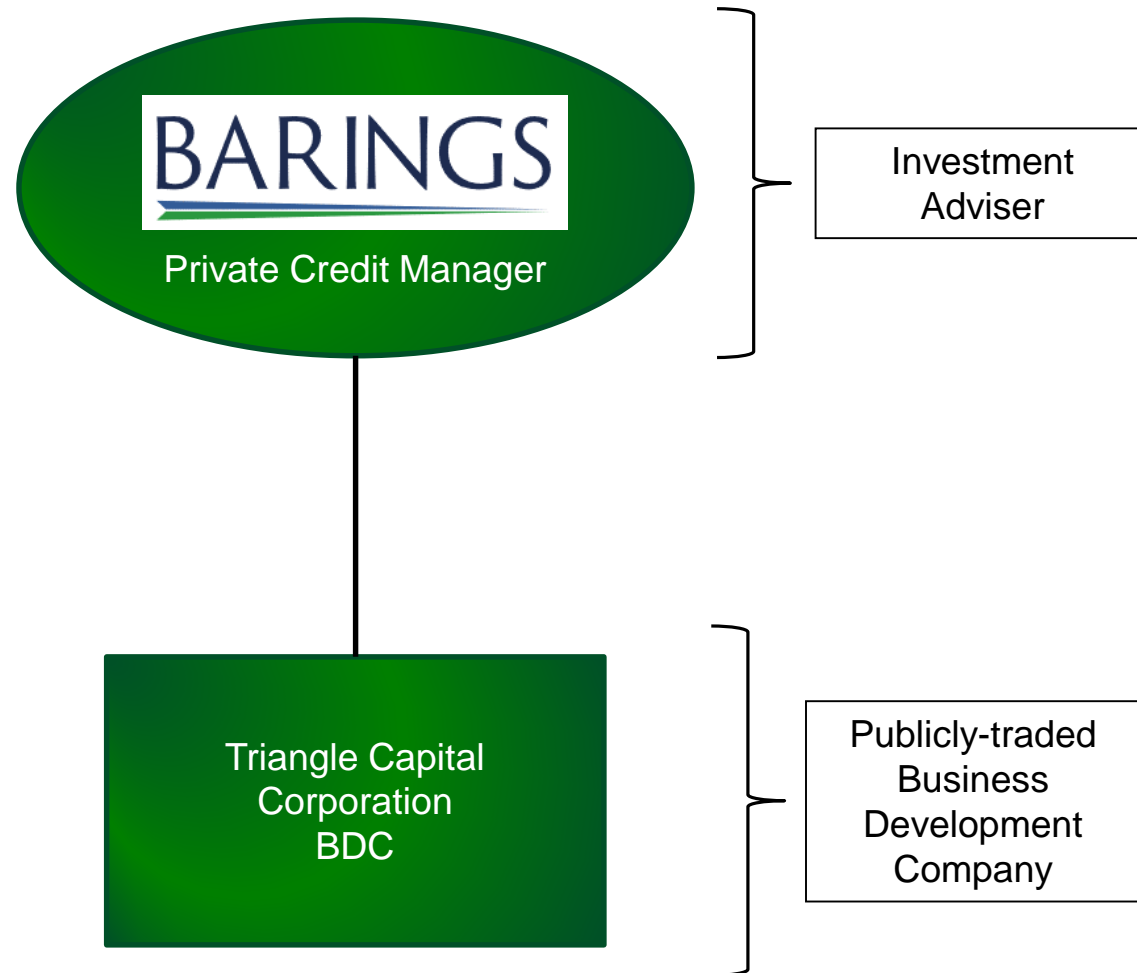 BARINGS
Private Credit Manager
Investment
Adviser
Triangle Capital
Corporation
BDC
Publicly-traded
Business
Development
Company